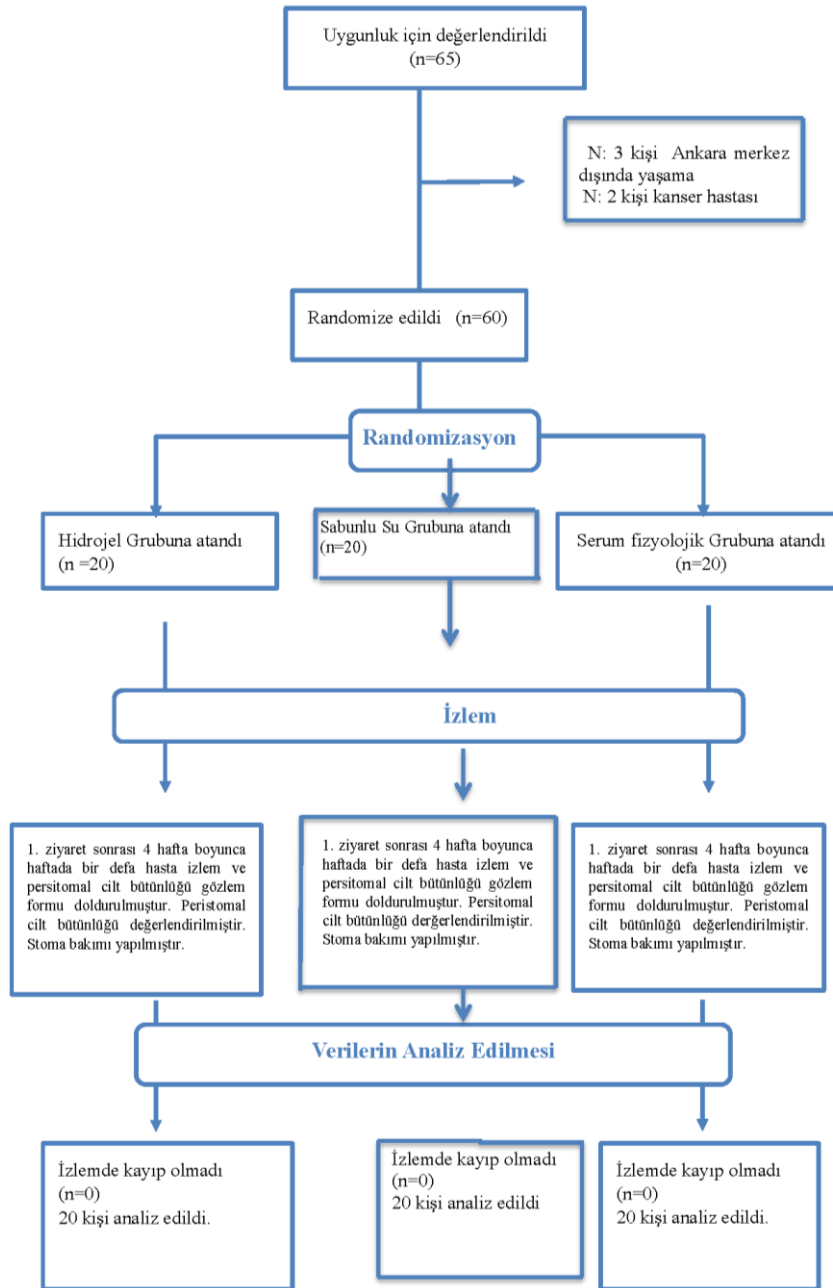 Uygunluk için değerlendirildi
(n=65)
N: 3 kişi Ankara merkez
dışında yaşama
N: 2 kişi kanser hastası
Randomize edildi (n=60)
Randomizasyon
Hidrojel Grubuna atandı
(n =20)
Sabunlu Su Grubuna atandı
(n=20)
Serum fizyolojik Grubuna atandı
(n=20)
İzlem
1. ziyaret sonrası 4 hafta boyunca
haftada bir defa hasta izlem ve
persitomal cilt bütünlüğü gözlem
formu doldurulmuştur. Peristomal
cilt bütünlüğü değerlendirilmiştir.
Stoma bakımı yapılmıştır.
1. ziyaret sonrası 4 hafta boyunca
haftada bir defa hasta izlem ve
persitomal cilt bütünlüğü gözlem
formu doldurulmuştur. Persitomal
cilt bütünlüğü derğerlendirilmiştir.
Stoma bakımı yapılmıştır.
1. ziyaret sonrası 4 hafta boyunca
haftada bir defa hasta izlem ve
persitomal cilt bütünlüğü gözlem
formu doldurulmuştur. Peristomal
cilt bütünlüğü değerlendirilmiştir.
Stoma bakımı yapılmıştır.
Verilerin Analiz Edilmesi
İzlemde kayıp olmadı
(n=0)
20 kişi analiz edildi.
İzlemde kayıp olmadı
(n=0)
20 kişi analiz edildi
İzlemde kayıp olmadı
(n=0)
20 kişi analiz edildi.